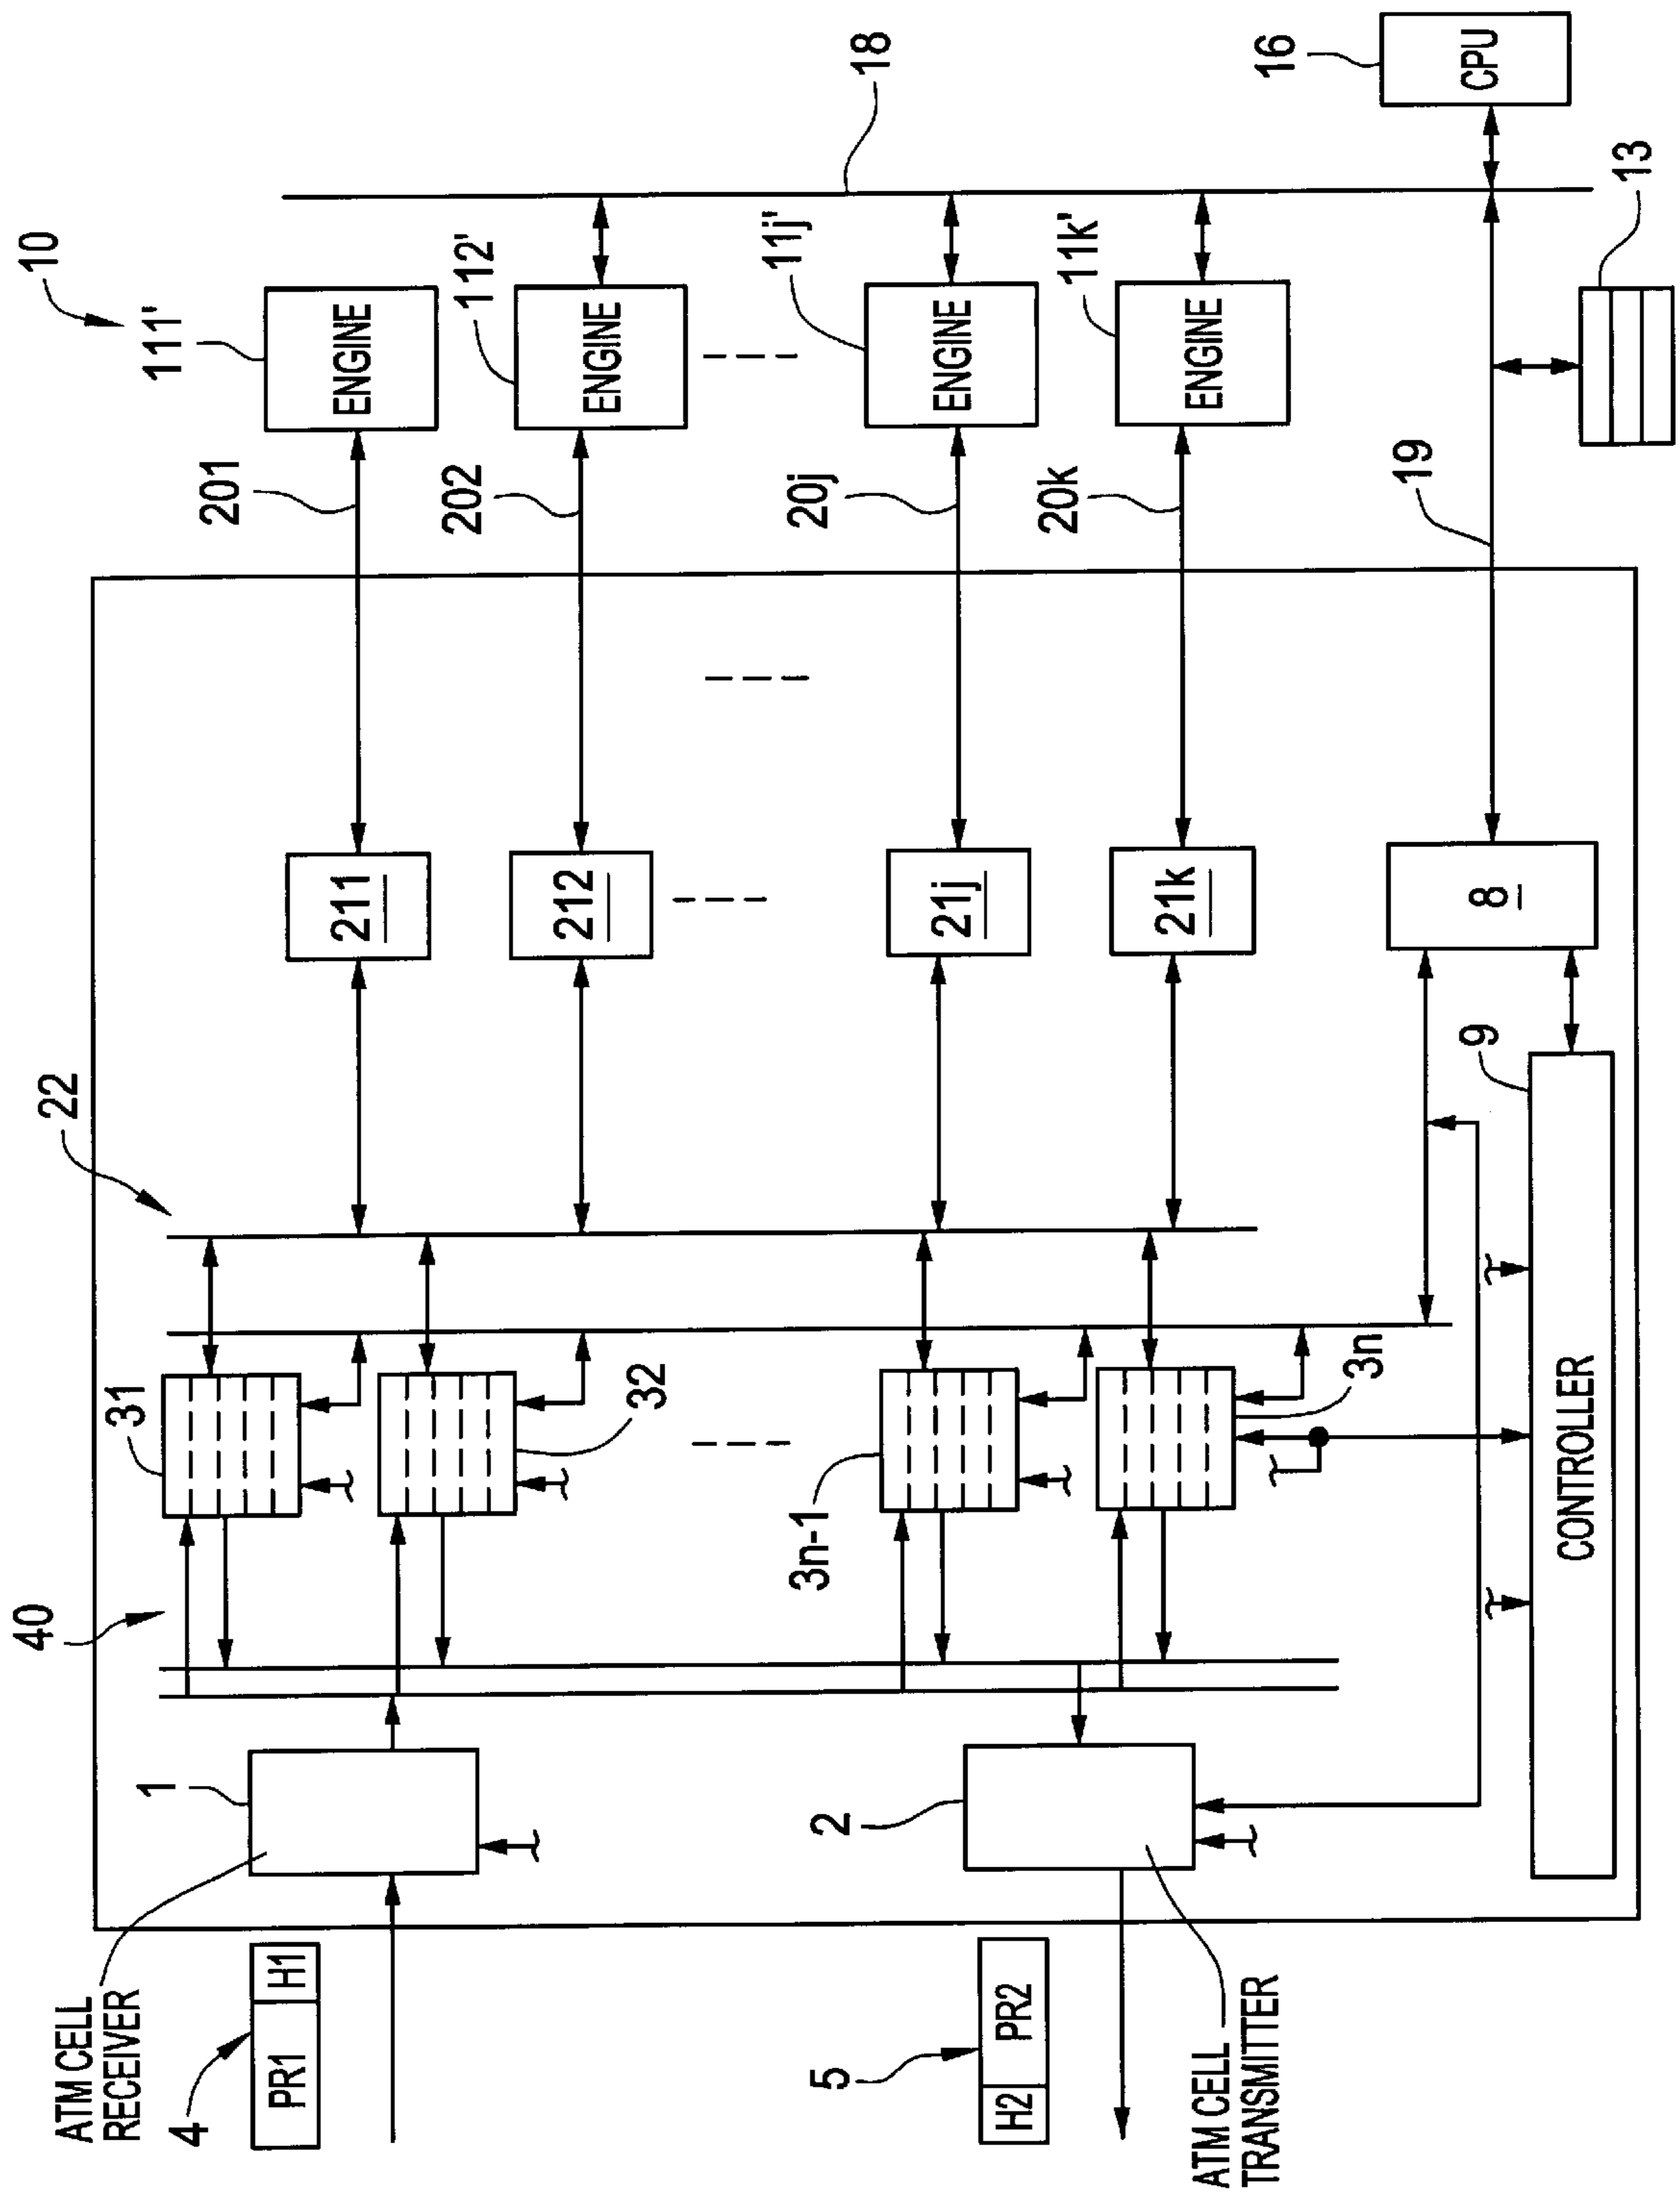 10
111'
ENGINE
112'
ENGINE
11j'
ENGINE
11k'
ENGINE
18
16
CPU
13
201
202
20j
20k
19
211
212
21j
21k
8
22
9
CONTROLLER
31
32
3n-1
3n
40
1
2
ATM CELL
RECEIVER
4
PR1 H1
5
H2 PR2
ATM CELL
TRANSMITTER